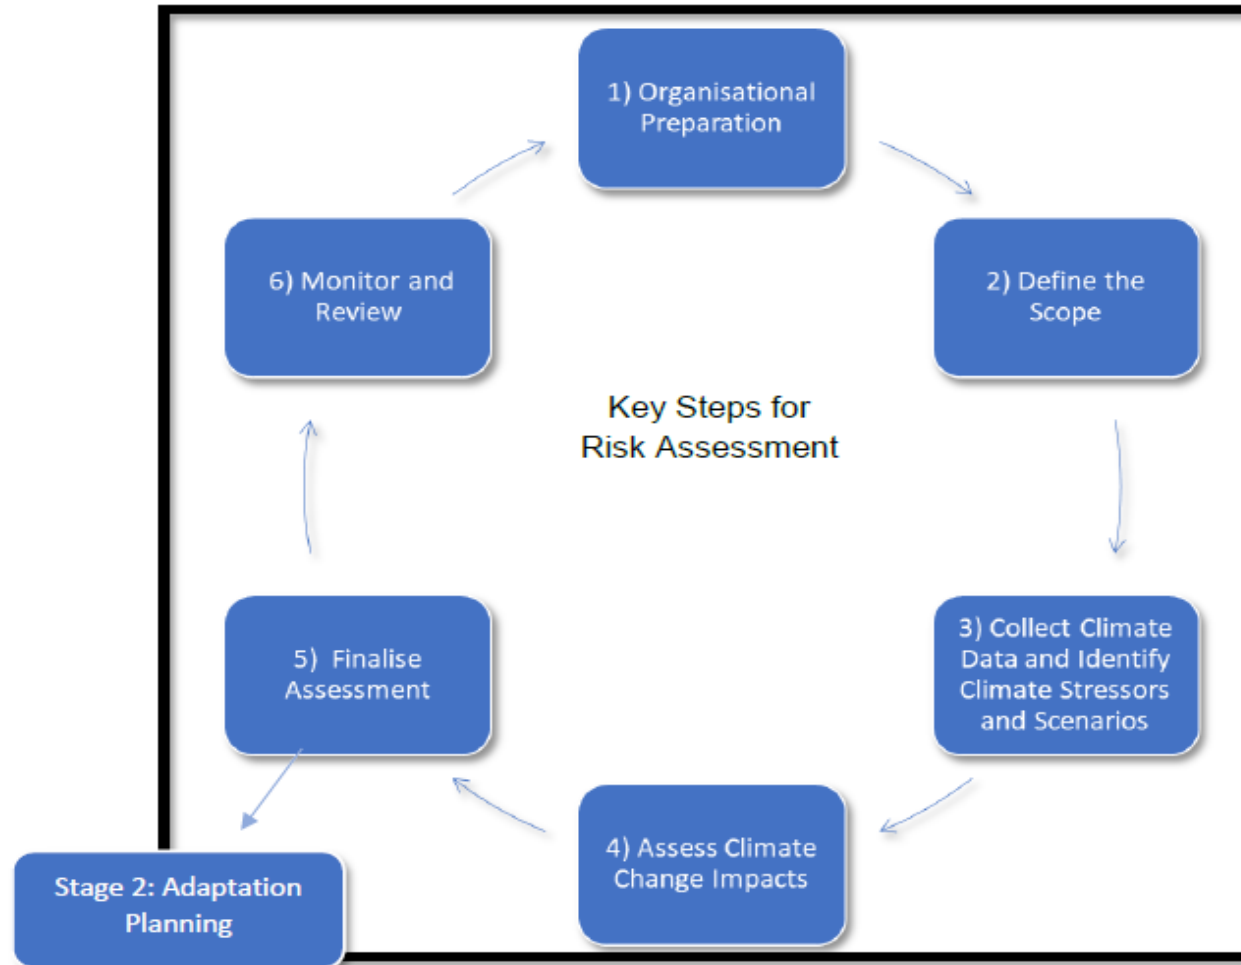 1) Organisational
Preparation
2) Define the
Scope
3) Collect Climate
Data and Identify
Climate Stressors
and Scenarios
4) Assess Climate
Change Impacts
5) Finalise
Assessment
6) Monitor and
Review
Key Steps for
Risk Assessment
Stage 2: Adaptation
Planning